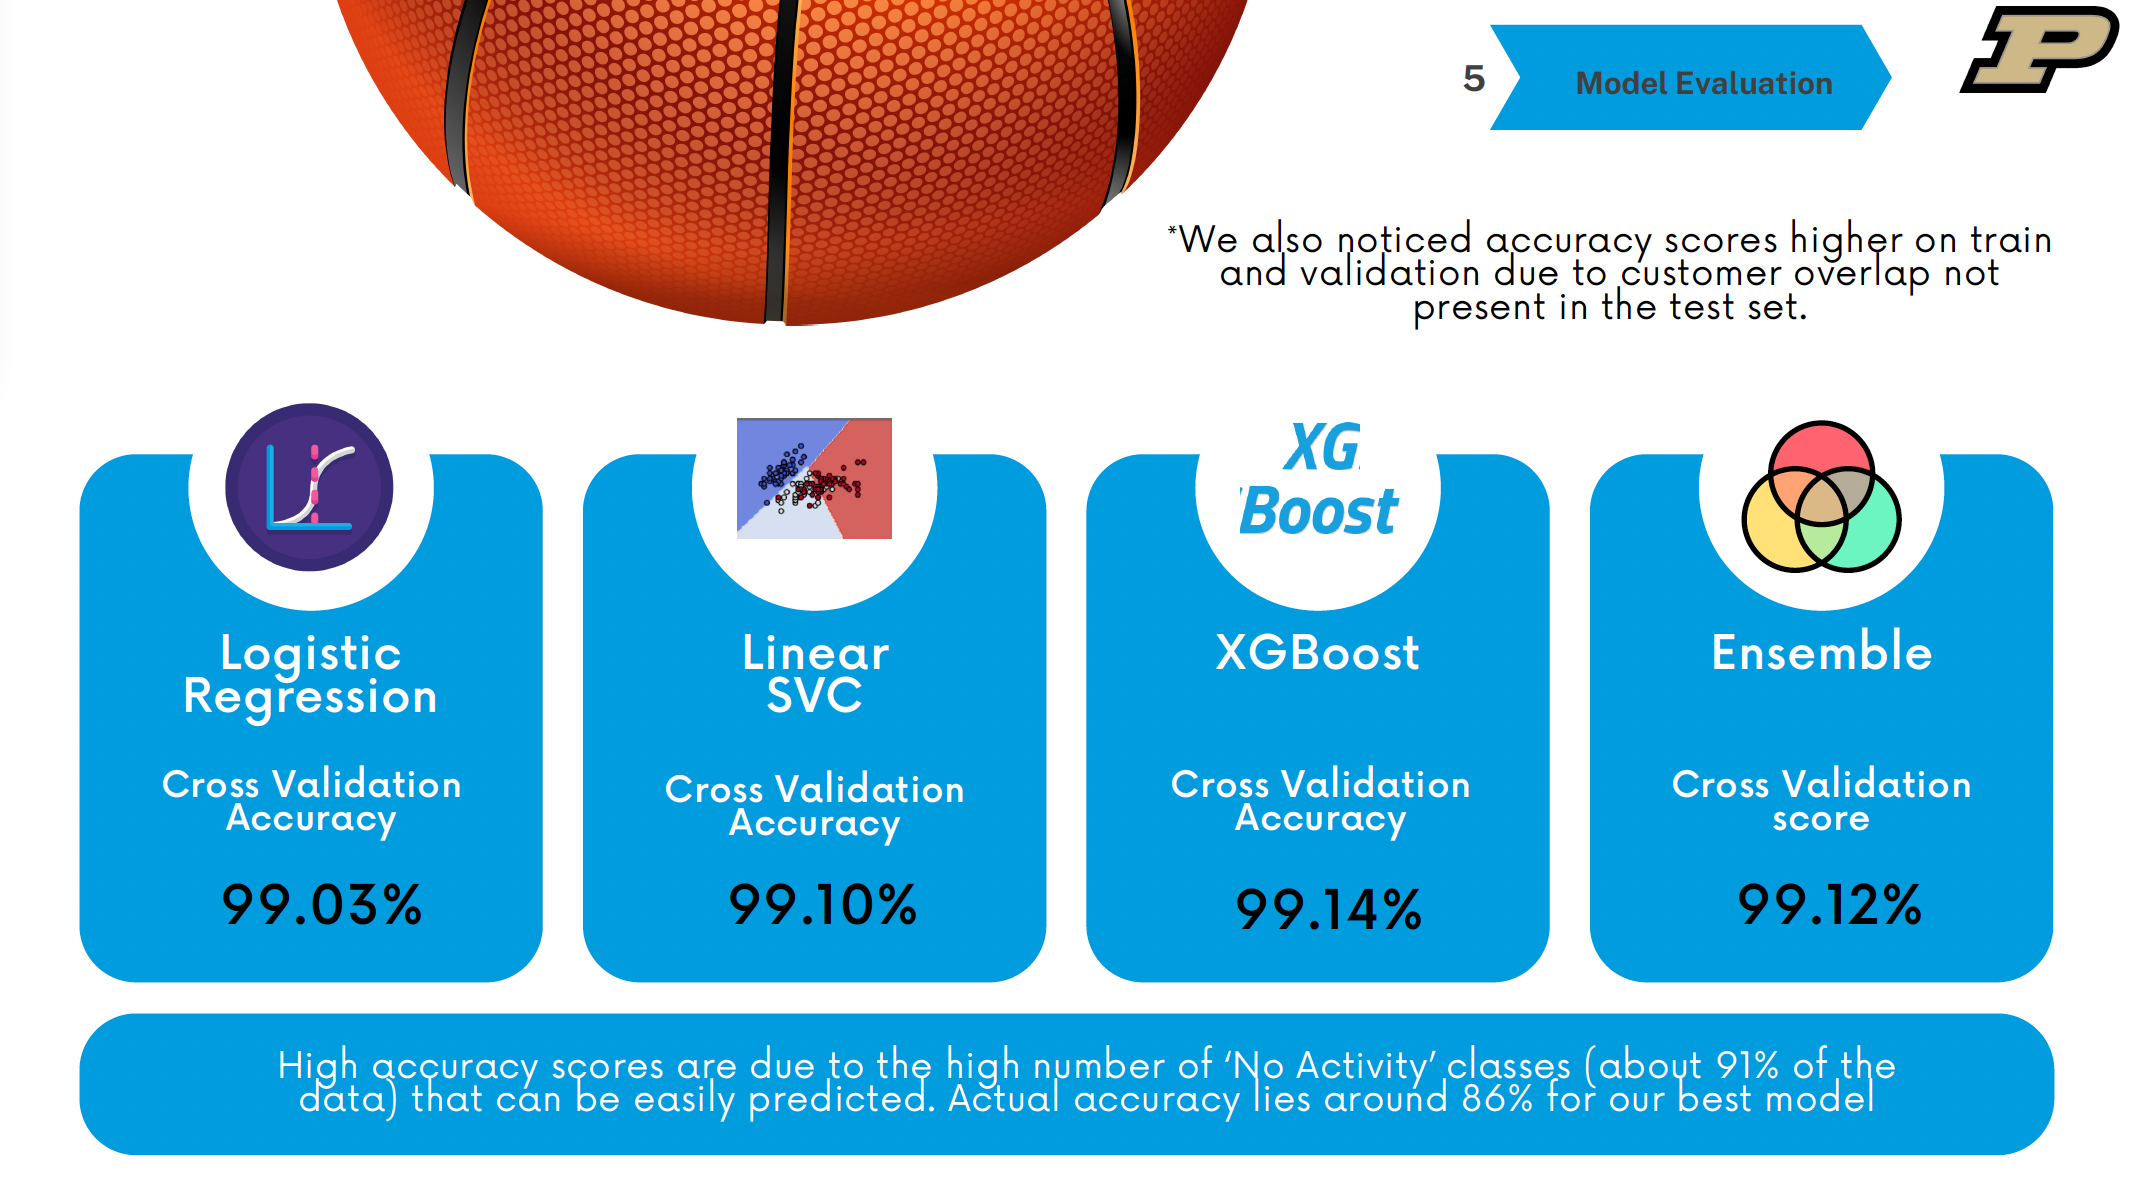 5
Model Evaluation
P
*We also noticed accuracy scores higher on train
and validation due to customer overlap not
present in the test set.
XG
Boost
Logistic
Regression
Cross Validation
Accuracy
99.03%
Linear
SVC
Cross Validation
Accuracy
99.10%
XGBoost
Cross Validation
Accuracy
99.14%
Ensemble
Cross Validation
score
99.12%
High accuracy scores are due to the high number of ‘No Activity’ classes (about 91% of the
data) that can be easily predicted. Actual accuracy lies around 86% for our best model